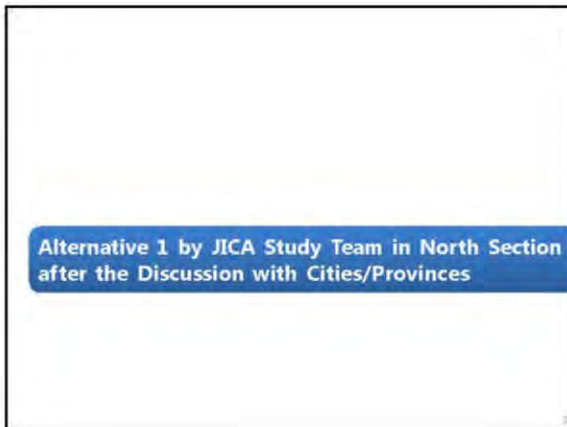 Alternative 1 by JICA Study Team in North Section
after the Discussion with Cities/Provinces